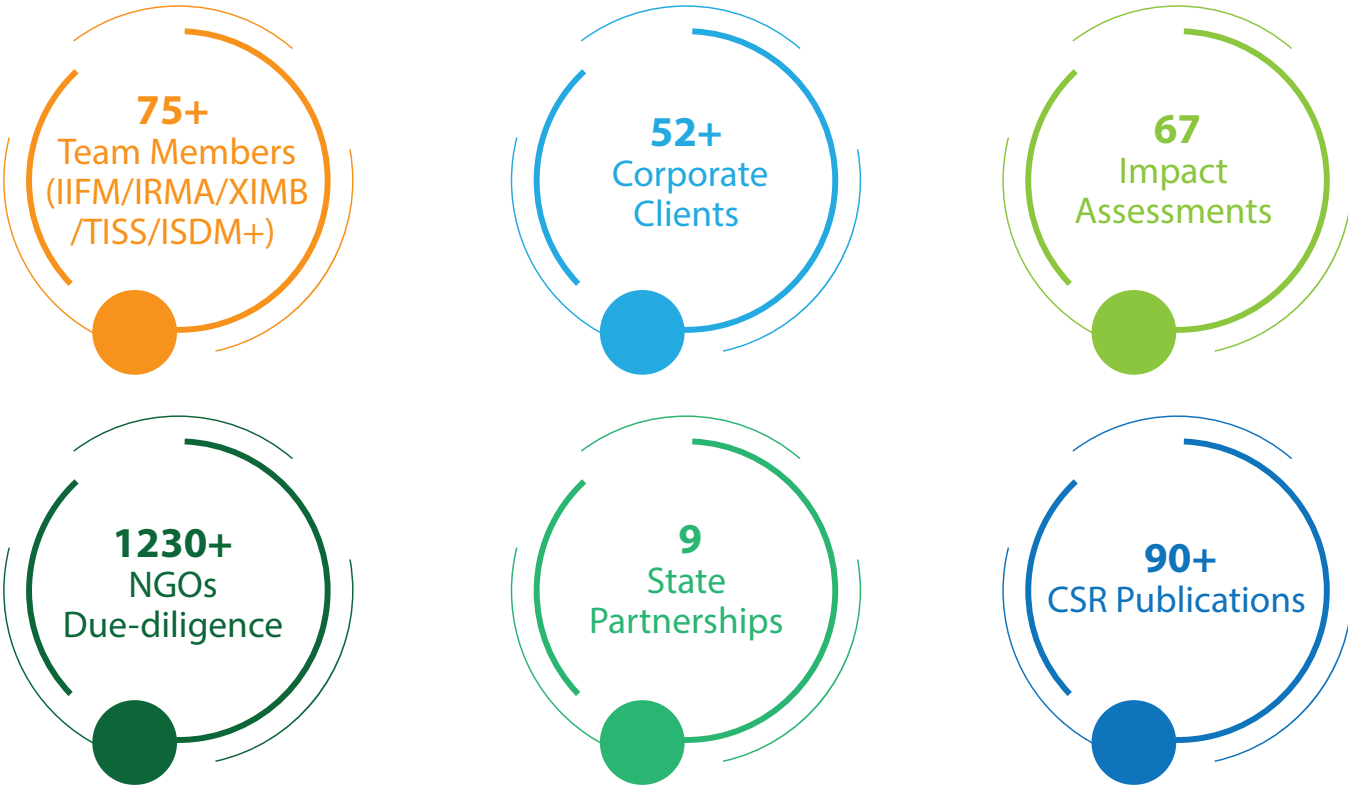 75+
Team Members
(IIFM/IRMA/XIMB
/TISS/ISDM+)
52+
Corporate
Clients
67
Impact
Assessments
1230+
NGOs
Due-diligence
9
State
Partnerships
90+
CSR Publications